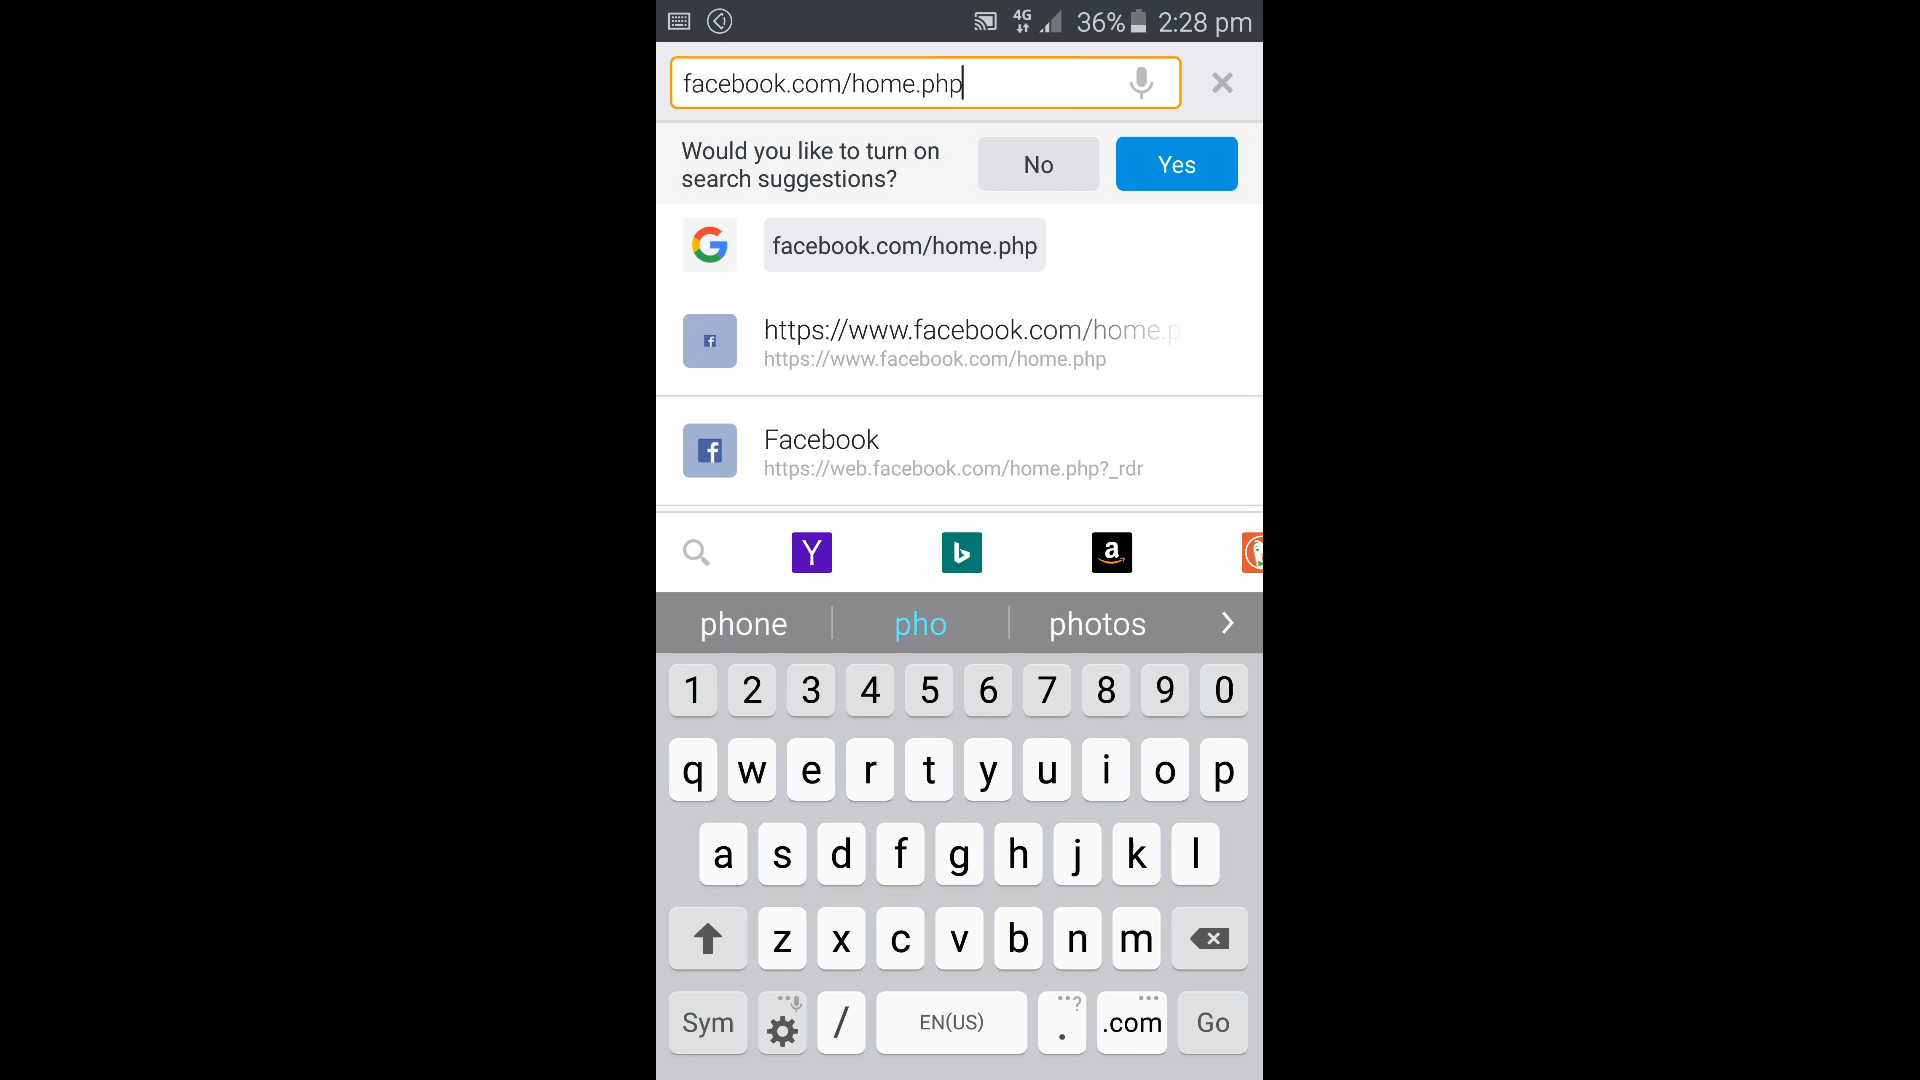 4G 36% 2:28 pm
facebook.com/home.php
Would you like to turn on
search suggestions?
No
Yes
facebook.com/home.php
https://www.facebook.com/home.p
https://www.facebook.com/home.php
Facebook
https://web.facebook.com/home.php?_rdr
phone pho photos
1 2 3 4 5 6 7 8 9 0
q w e r t y u i o p
a s d f g h j k l
z x c v b n m
Sym / EN(US) . ? .com Go